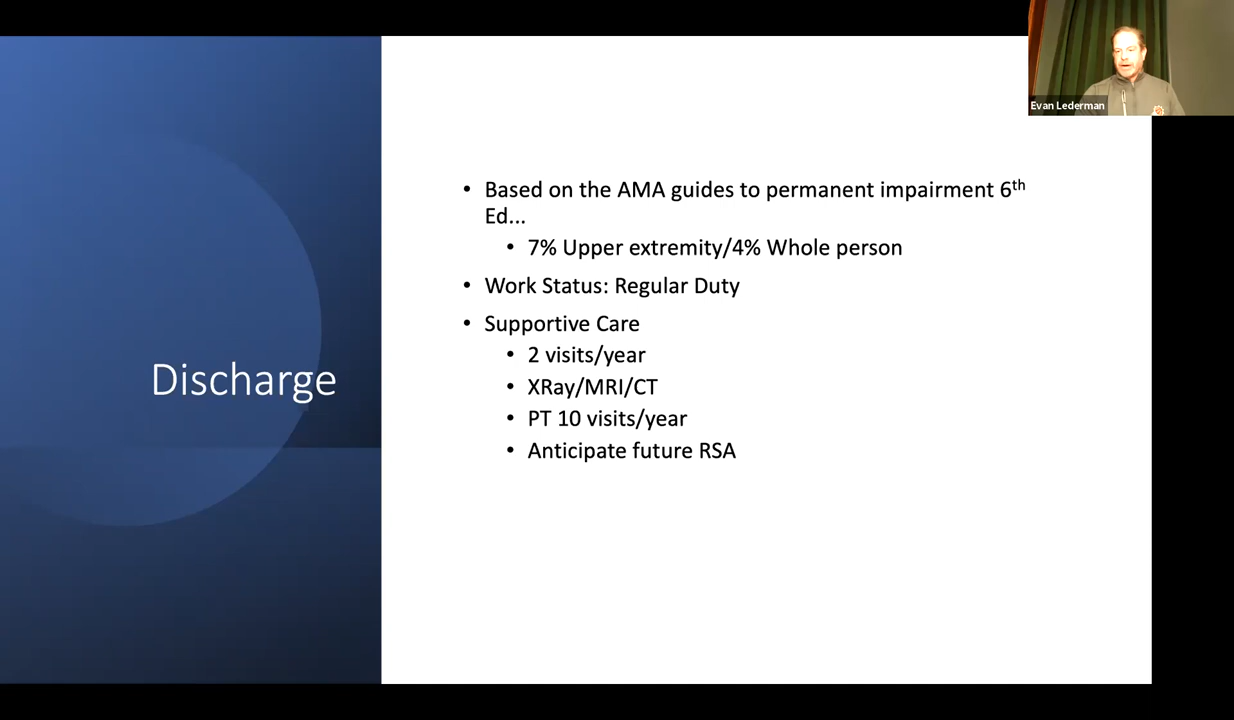 Evan Lederman
Discharge
• Based on the AMA guides to permanent impairment 6th
Ed...
• 7% Upper extremity/4% Whole person
• Work Status: Regular Duty
• Supportive Care
• 2 visits/year
• XRay/MRI/CT
• PT 10 visits/year
• Anticipate future RSA